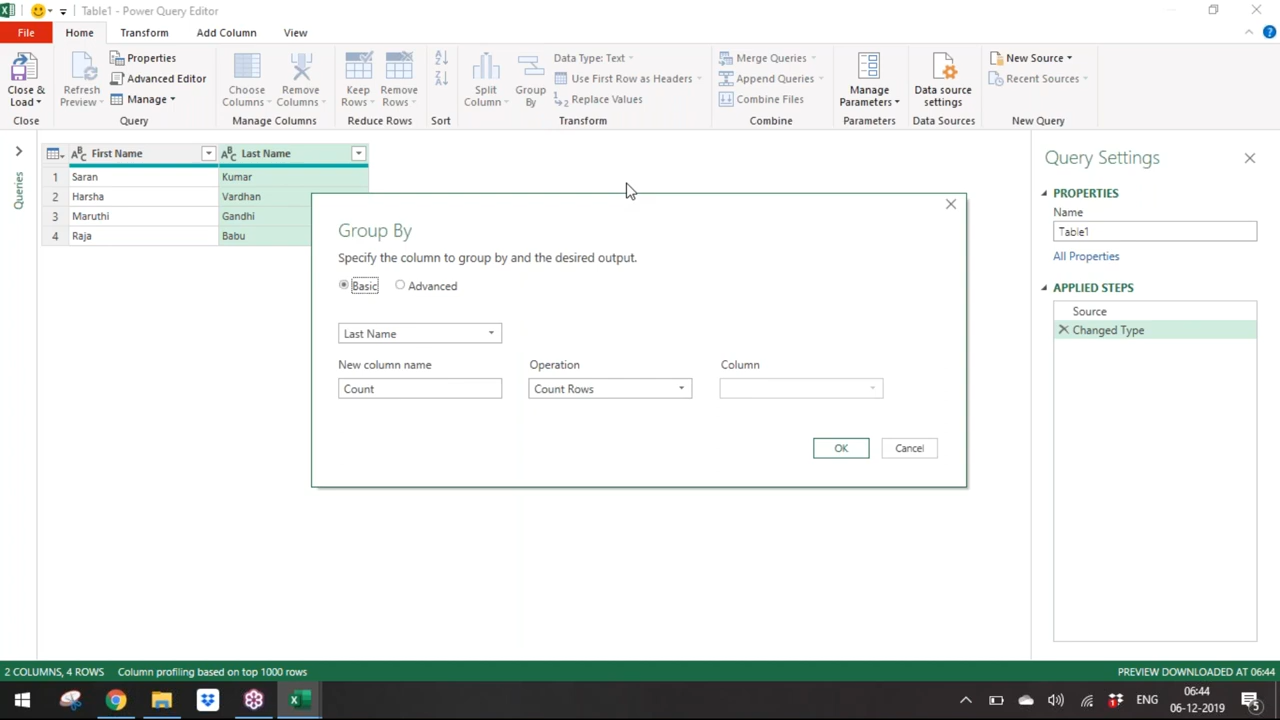 Table1 - Power Query Editor
File Home Transform Add Column View
Close & Load
Refresh Preview
Properties
Advanced Editor
Manage
Choose Columns
Remove Columns
Keep Rows
Remove Rows
Split Column
Group By
Data Type: Text
Use First Row as Headers
Replace Values
Merge Queries
Append Queries
Combine Files
Manage Parameters
Data source settings
New Source
Recent Sources
Close Query Manage Columns Reduce Rows Sort Transform Combine Parameters Data Sources New Query
Queries
First Name Last Name
1 Saran Kumar
2 Harsha Vardhan
3 Maruthi Gandhi
4 Raja Babu
Group By
Specify the column to group by and the desired output.
Basic Advanced
Last Name
New column name Operation Column
Count Count Rows
OK Cancel
Query Settings
PROPERTIES
Name
Table1
All Properties
APPLIED STEPS
Source
Changed Type
2 COLUMNS, 4 ROWS Column profiling based on top 1000 rows PREVIEW DOWNLOADED AT 06:44
ENG
06:44
06-12-2019
5